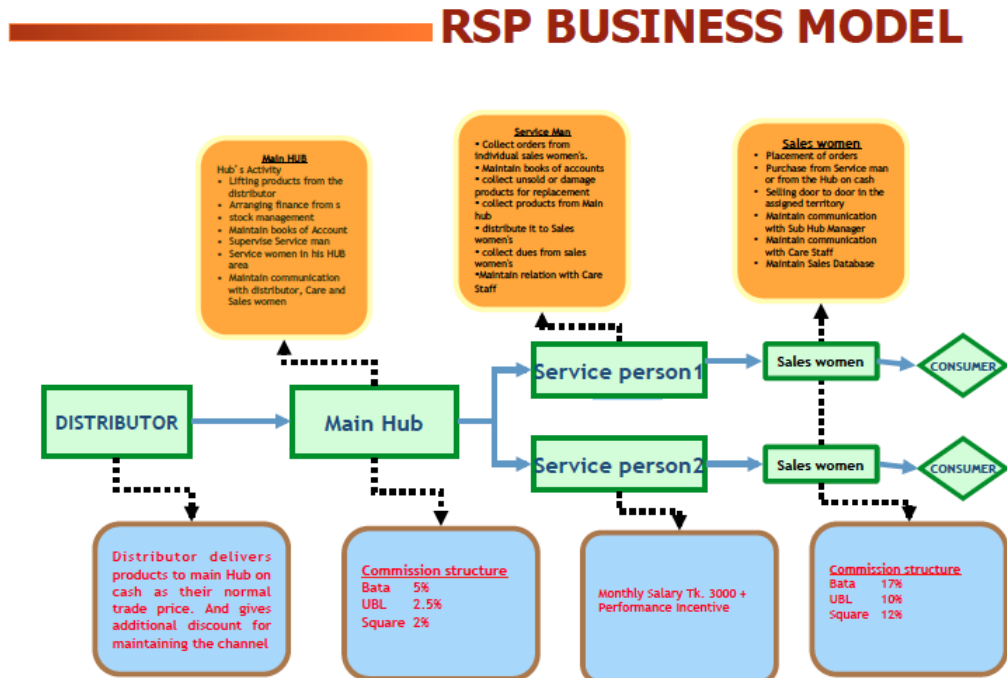 RSP BUSINESS MODEL
Main HUB
Hub's Activity
• Lifting products from the
distributor
• Arranging finance from s
• stock management
• Maintain books of Account
• Supervise Service man
• Service women in his HUB
area
• Maintain communication
with distributor, Care and
Sales women
Service Man
• Collect orders from
individual sales women's.
• Maintain books of accounts
• collect unsold or damage
products for replacement
• collect products from Main
hub
• distribute it to Sales
women's
• collect dues from sales
women's
•Maintain relation with Care
Staff
Sales women
• Placement of orders
• Purchase from Service man
or from the Hub on cash
• Selling door to door in the
assigned territory
• Maintain communication
with Sub Hub Manager
• Maintain communication
with Care Staff
• Maintain Sales Database
DISTRIBUTOR
Main Hub
Service person1
Sales women
CONSUMER
Service person2
Sales women
CONSUMER
Distributor delivers
products to main Hub on
cash as their normal
trade price. And gives
additional discount for
maintaining the channel
Commission structure
Bata 5%
UBL 2.5%
Square 2%
Monthly Salary Tk. 3000 +
Performance Incentive
Commission structure
Bata 17%
UBL 10%
Square 12%